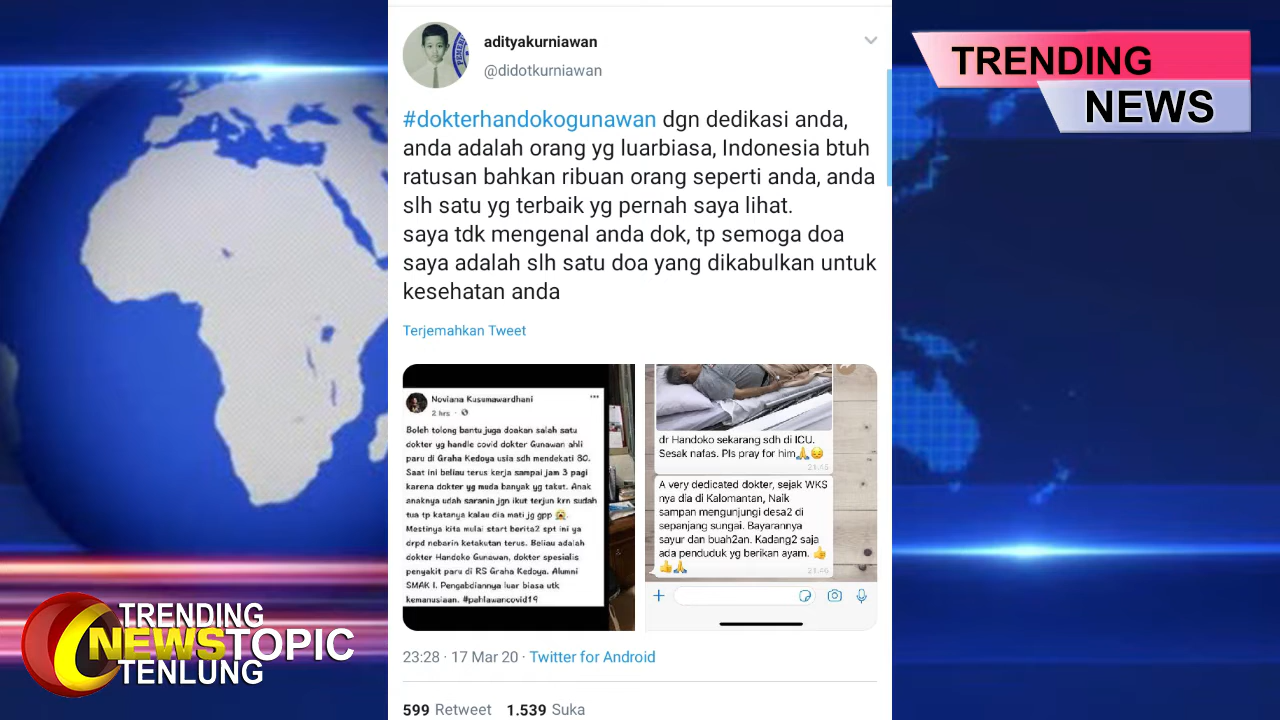 adityakurniawan
@didotkurniawan
TRENDING
NEWS
#dokterhandokogunawan dgn dedikasi anda,
anda adalah orang yg luarbiasa, Indonesia btuh
ratusan bahkan ribuan orang seperti anda, anda
slh satu yg terbaik yg pernah saya lihat.
saya tdk mengenal anda dok, tp semoga doa
saya adalah slh satu doa yang dikabulkan untuk
kesehatan anda
Terjemahkan Tweet
Noviana Kusumawardhani
2 hrs ·
Boleh tolong bantu juga doakan salah satu
dokter yg handle covid dokter Gunawan ahli
paru di Graha Kedoya usia sdh mendekati 80.
Saat ini beliau terus kerja sampai jam 3 pagi
karena dokter yg muda banyak yg takut. Anak
anaknya udah saranin jgn ikut terjun krn sudah
tua tp katanya kalau dia mati jg gpp 😭.
Mestinya kita mulai start berita2 spt ini ya
drpd nebarin ketakutan terus. Beliau adalah
dokter Handoko Gunawan, dokter spesialis
penyakit paru di RS Graha Kedoya. Alumni
SMAK I. Pengabdiannya luar biasa utk
kemanusiaan. #pahlawancovid19
dr Handoko sekarang sdh di ICU.
Sesak nafas. Pls pray for him🙏😔
23:45
A very dedicated dokter, sejak WKS
nya dia di Kalomantan, Naik
sampan mengunjungi desa2 di
sepanjang sungai. Bayarannya
sayur dan buah2an. Kadang2 saja
ada penduduk yg berikan ayam. 👍
👍🙏
23:46
23:28 · 17 Mar 20 · Twitter for Android
599 Retweet 1.539 Suka
TRENDING
NEWSTOPIC
TENLUNG